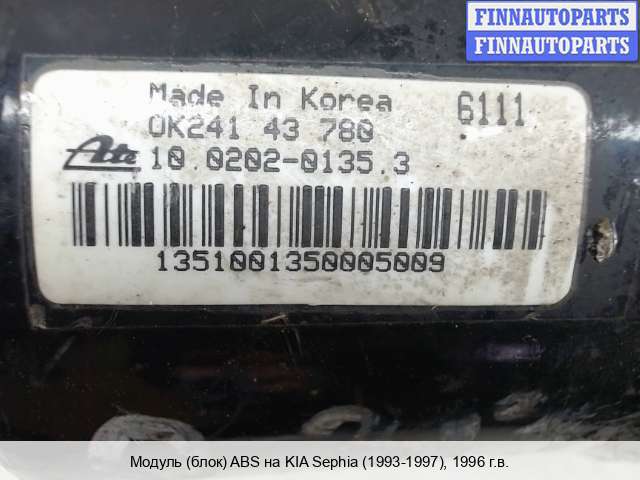 FINNAUTOPARTS
FINNAUTOPARTS
Made In Korea 6111
0K241 43 780
Ate 10.0202-0135.3
1351001350005009
Модуль (блок) ABS на KIA Sephia (1993-1997), 1996 г.в.